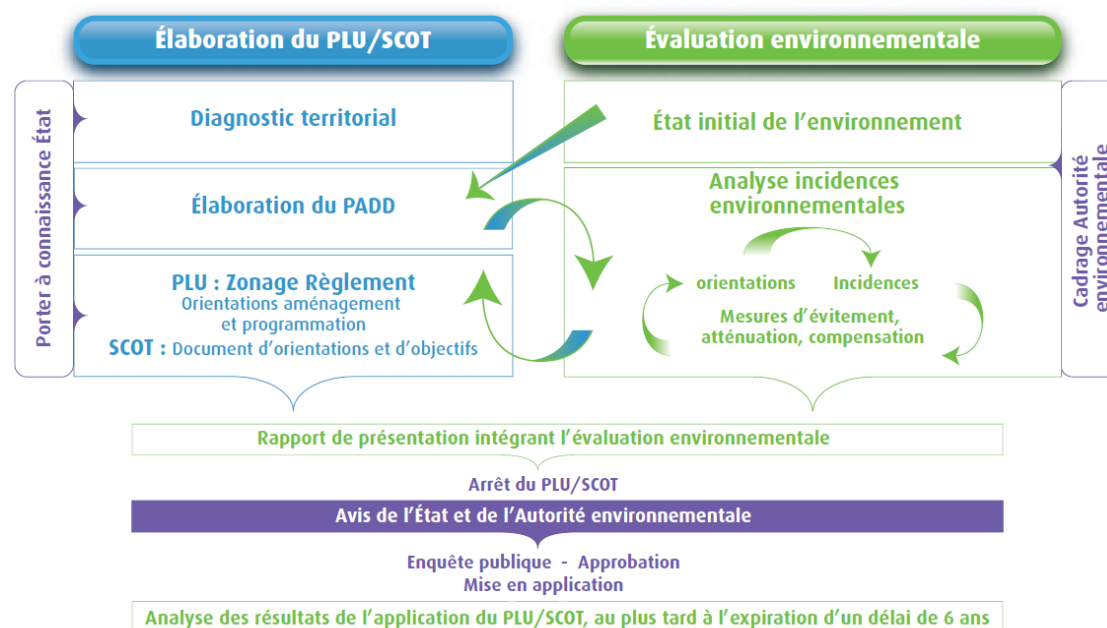 Élaboration du PLU/SCOT
Évaluation environnementale
Porter à connaissance État
Diagnostic territorial
État initial de l'environnement
Cadrage Autorité
environnementale
Élaboration du PADD
Analyse incidences
environnementales
PLU : Zonage Règlement
Orientations aménagement
et programmation
SCOT : Document d'orientations et d'objectifs
orientations
Incidences
Mesures d'évitement,
atténuation, compensation
Rapport de présentation intégrant l'évaluation environnementale
Arrêt du PLU/SCOT
Avis de l'État et de l'Autorité environnementale
Enquête publique - Approbation
Mise en application
Analyse des résultats de l'application du PLU/SCOT, au plus tard à l'expiration d'un délai de 6 ans